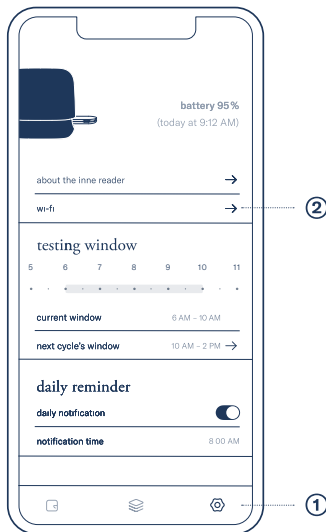 battery 95%
(today at 9:12 AM)
about the inne reader
wi-fi
2
testing window
5 6 7 8 9 10 11
current window 6 AM – 10 AM
next cycle's window 10 AM – 2 PM
daily reminder
daily notification
notification time 8 00 AM
1